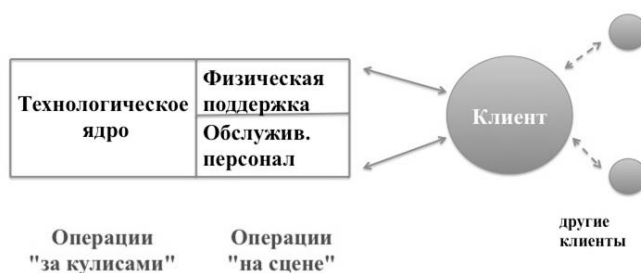 Технологическое
ядро
Физическая
поддержка
Обслужив.
персонал
Клиент
другие
клиенты
Операции
"за кулисами"
Операции
"на сцене"